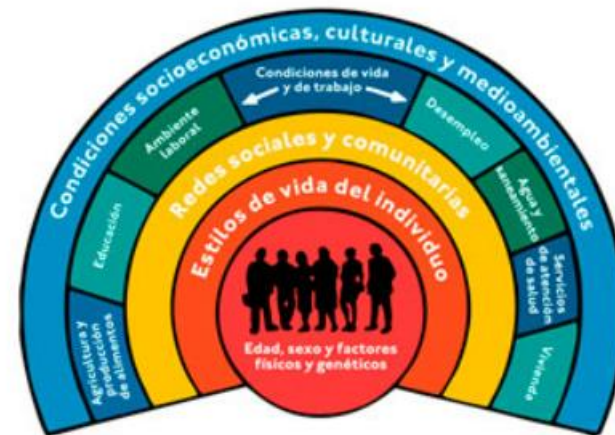 Condiciones socioeconómicas, culturales y medioambientales
Condiciones de vida
y de trabajo
Ambiente
laboral
Desempleo
Educación
Agua y
saneamiento
Agricultura y
producción
de alimentos
Servicios
de atención
de salud
Vivienda
Redes sociales y comunitarias
Estilos de vida del individuo
Edad, sexo y factores
físicos y genéticos